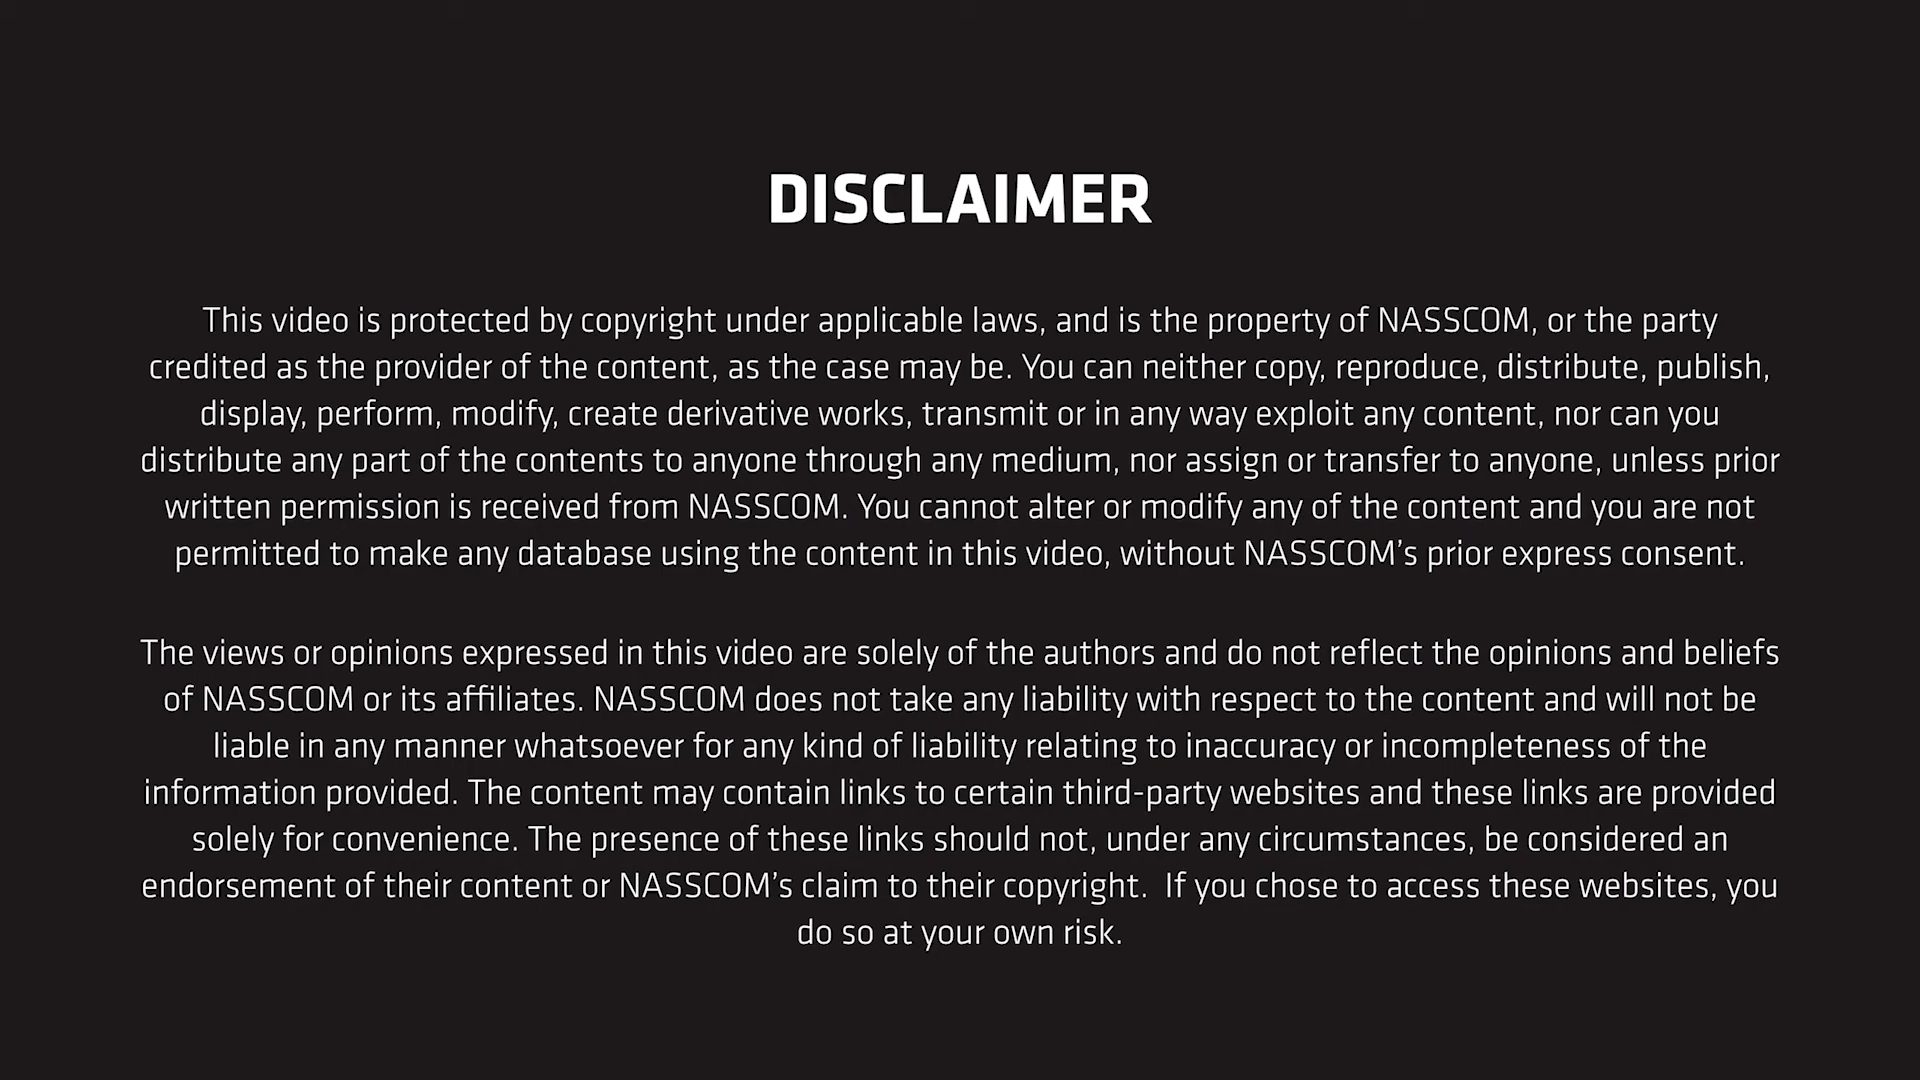 DISCLAIMER
This video is protected by copyright under applicable laws, and is the property of NASSCOM, or the party
credited as the provider of the content, as the case may be. You can neither copy, reproduce, distribute, publish,
display, perform, modify, create derivative works, transmit or in any way exploit any content, nor can you
distribute any part of the contents to anyone through any medium, nor assign or transfer to anyone, unless prior
written permission is received from NASSCOM. You cannot alter or modify any of the content and you are not
permitted to make any database using the content in this video, without NASSCOM’s prior express consent.
The views or opinions expressed in this video are solely of the authors and do not reflect the opinions and beliefs
of NASSCOM or its affiliates. NASSCOM does not take any liability with respect to the content and will not be
liable in any manner whatsoever for any kind of liability relating to inaccuracy or incompleteness of the
information provided. The content may contain links to certain third-party websites and these links are provided
solely for convenience. The presence of these links should not, under any circumstances, be considered an
endorsement of their content or NASSCOM’s claim to their copyright.  If you chose to access these websites, you
do so at your own risk.